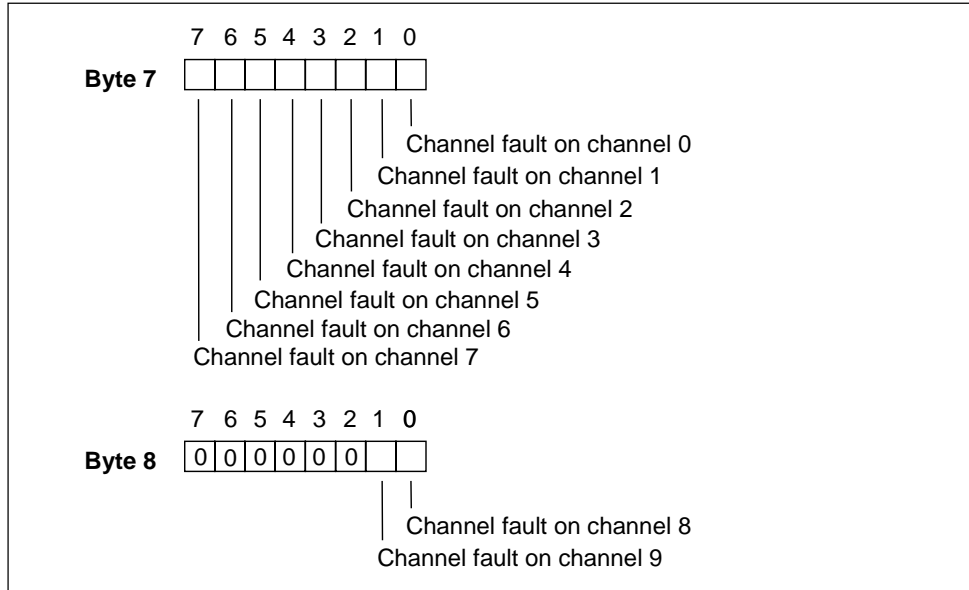 7 6 5 4 3 2 1 0
Byte 7
Channel fault on channel 0
Channel fault on channel 1
Channel fault on channel 2
Channel fault on channel 3
Channel fault on channel 4
Channel fault on channel 5
Channel fault on channel 6
Channel fault on channel 7
7 6 5 4 3 2 1 0
Byte 8 0 0 0 0 0 0
Channel fault on channel 8
Channel fault on channel 9